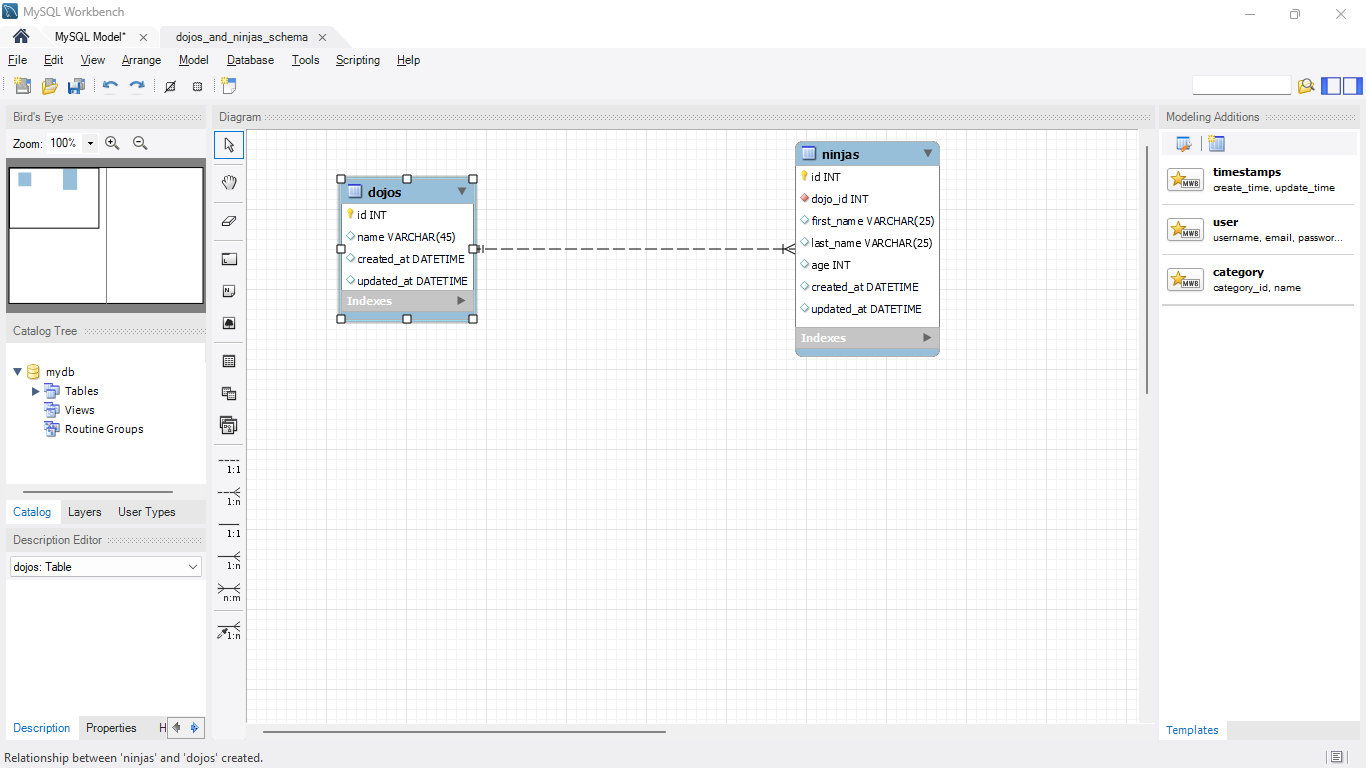 MySQL Workbench
MySQL Model*
dojos_and_ninjas_schema
File Edit View Arrange Model Database Tools Scripting Help
Bird's Eye
Zoom: 100%
Catalog Tree
mydb
Tables
Views
Routine Groups
Catalog Layers User Types
Description Editor
dojos: Table
Description Properties H
Diagram
1:1
1:n
1:1
1:n
n:m
1:n
dojos
id INT
name VARCHAR(45)
created_at DATETIME
updated_at DATETIME
Indexes
ninjas
id INT
dojo_id INT
first_name VARCHAR(25)
last_name VARCHAR(25)
age INT
created_at DATETIME
updated_at DATETIME
Indexes
Modeling Additions
MWB
timestamps
create_time, update_time
MWB
user
username, email, passwor...
MWB
category
category_id, name
Templates
Relationship between 'ninjas' and 'dojos' created.